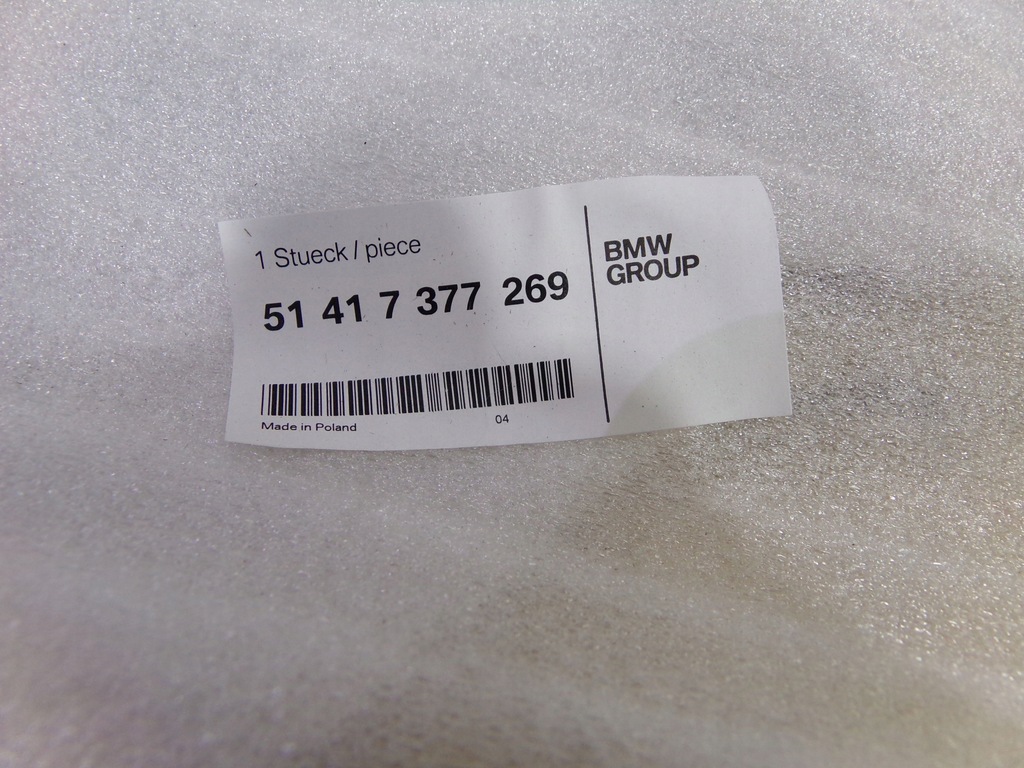 1 Stueck / piece
51 41 7 377 269
Made in Poland
04
BMW
GROUP